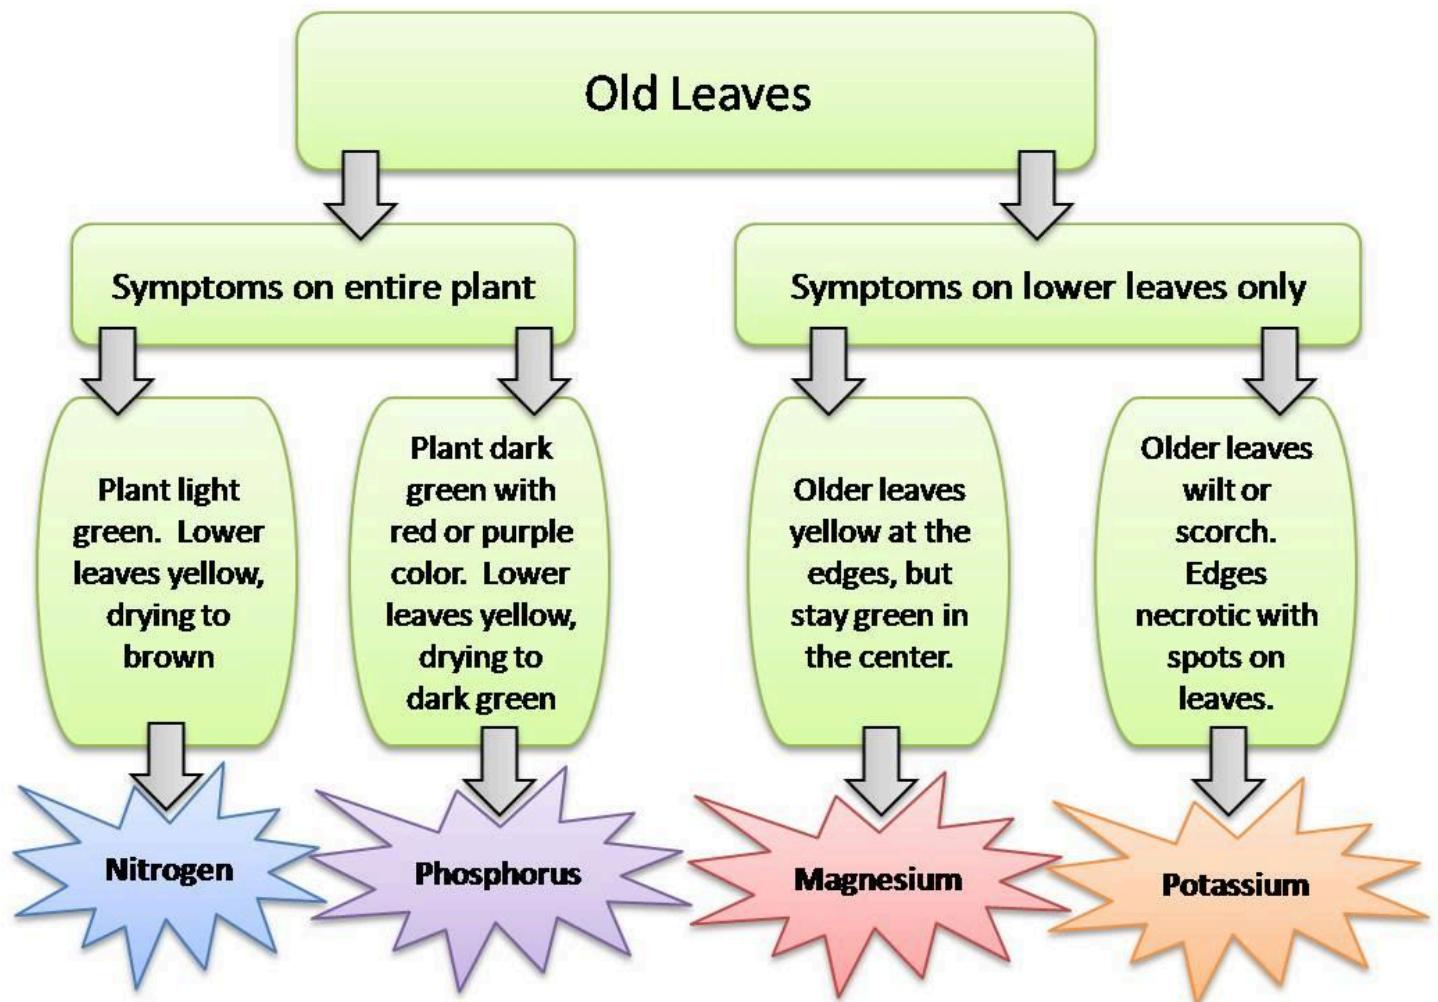 Old Leaves
Symptoms on entire plant
Symptoms on lower leaves only
Plant light
green. Lower
leaves yellow,
drying to
brown
Plant dark
green with
red or purple
color. Lower
leaves yellow,
drying to
dark green
Older leaves
yellow at the
edges, but
stay green in
the center.
Older leaves
wilt or
scorch.
Edges
necrotic with
spots on
leaves.
Nitrogen
Phosphorus
Magnesium
Potassium